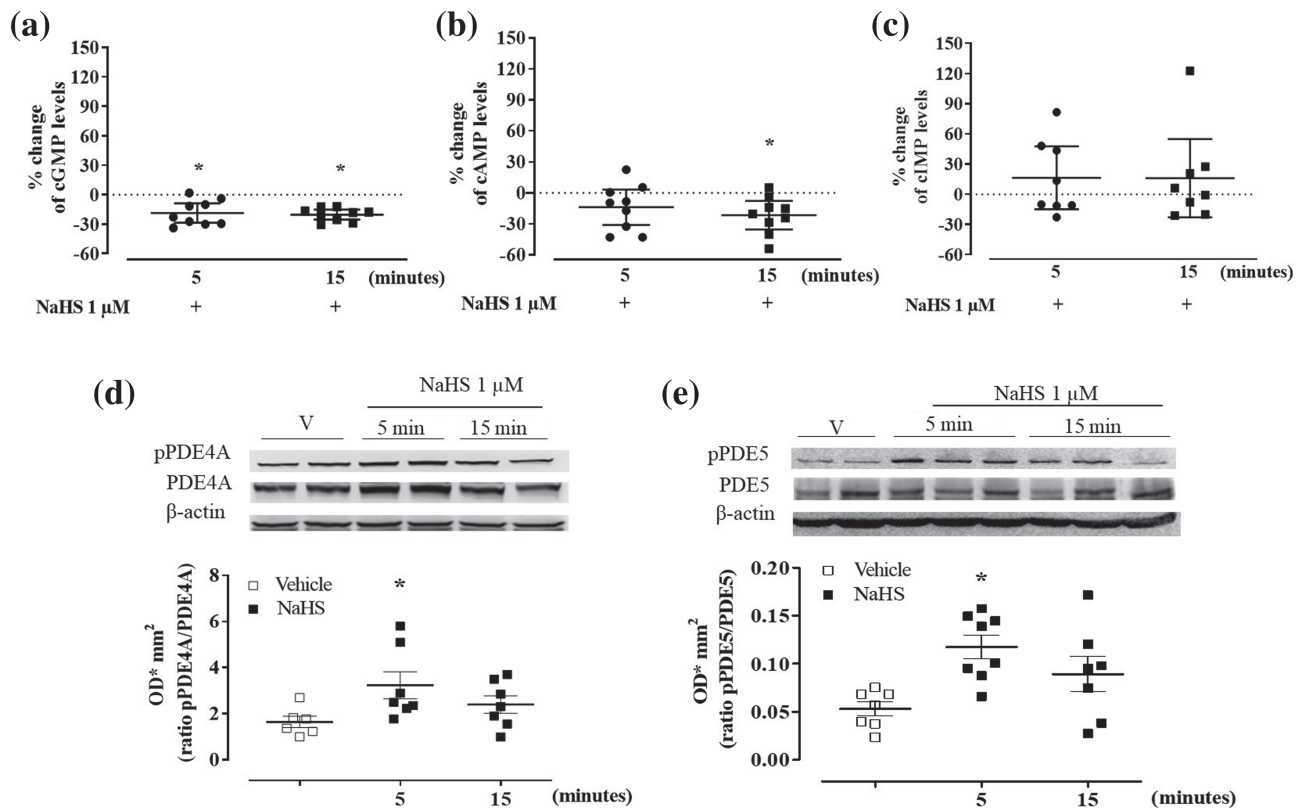 (a)
% change
of cGMP levels
150
120
90
60
30
0
-30
-60
*
*
5
15
(minutes)
NaHS 1 µM
+
+
(b)
% change
of cAMP levels
150
120
90
60
30
0
-30
-60
*
5
15
(minutes)
NaHS 1 µM
+
+
(c)
% change
of cIMP levels
150
120
90
60
30
0
-30
-60
5
15
(minutes)
NaHS 1 µM
+
+
(d)
NaHS 1 µM
V
5 min
15 min
pPDE4A
PDE4A
β-actin
OD* mm²
(ratio pPDE4A/PDE4A)
8
6
4
2
0
Vehicle
NaHS
*
5
15
(minutes)
(e)
NaHS 1 µM
V
5 min
15 min
pPDE5
PDE5
β-actin
OD* mm²
(ratio pPDE5/PDE5)
0.20
0.15
0.10
0.05
0.00
Vehicle
NaHS
*
5
15
(minutes)